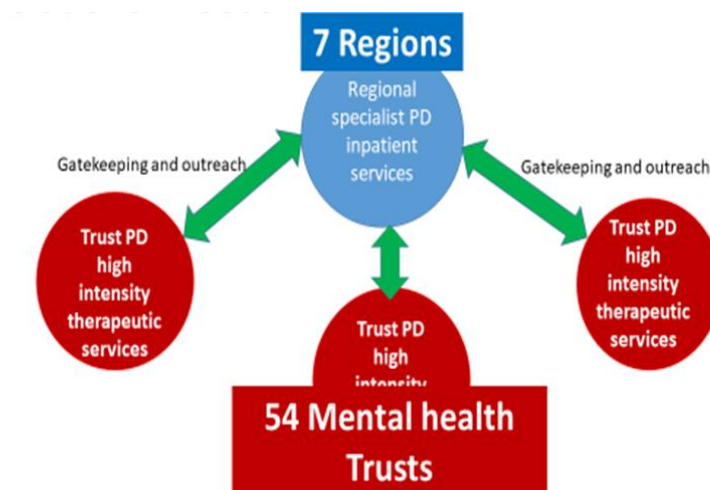 7 Regions
Regional
specialist PD
inpatient
services
Gatekeeping and outreach
Gatekeeping and outreach
Trust PD
high
intensity
therapeutic
services
Trust PD
high
intensity
Trust PD
high
intensity
therapeutic
services
54 Mental health
Trusts